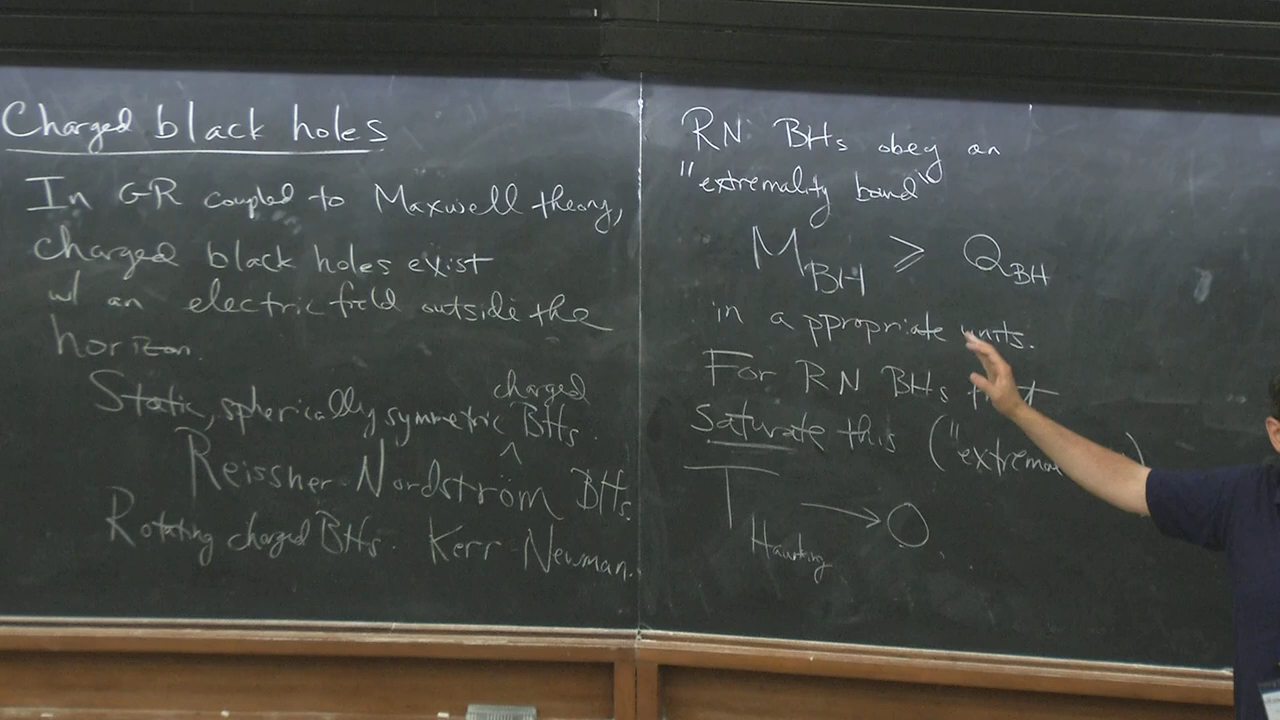 Charged black holes
In GR coupled to Maxwell theory,
charged black holes exist
w/ an electric field outside the
horizon.
charged
Static, spherically symmetric ^ BHs.
Reissner-Nordström BHs.
Rotating charged BHs. Kerr-Newman.
RN BHs obey an
"extremality bound"
M_BH ≥ Q_BH
in appropriate units.
For RN BHs
saturate this ("extrema
T_Hawking → 0.